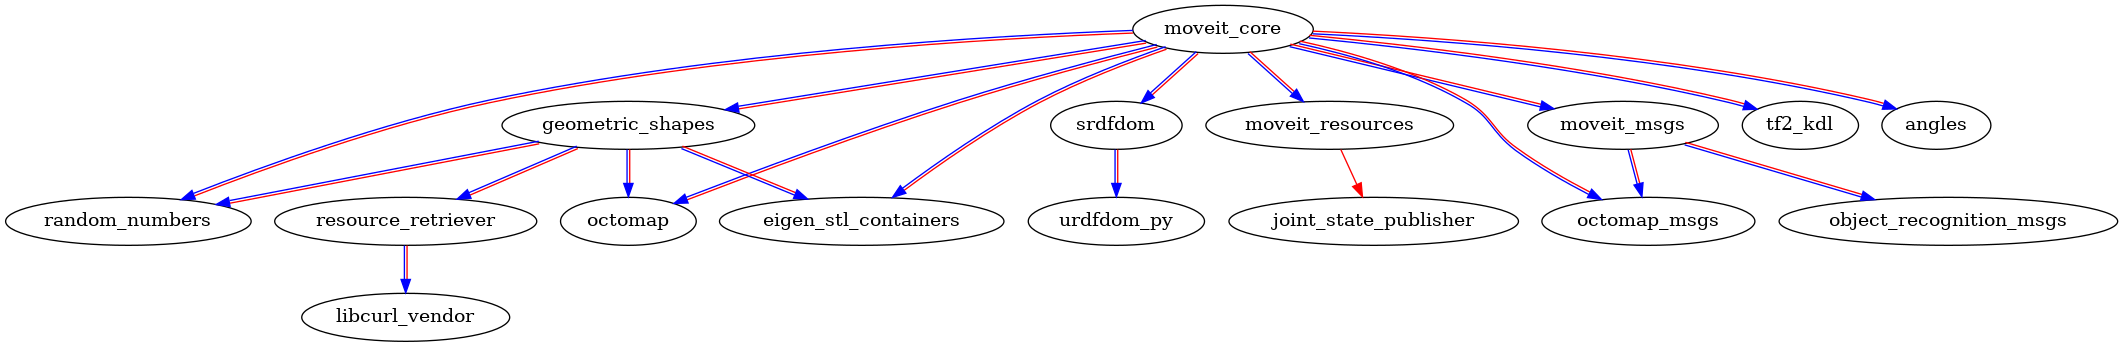 moveit_core
geometric_shapes
srdfdom
moveit_resources
moveit_msgs
tf2_kdl
angles
random_numbers
resource_retriever
octomap
eigen_stl_containers
urdfdom_py
joint_state_publisher
octomap_msgs
object_recognition_msgs
libcurl_vendor